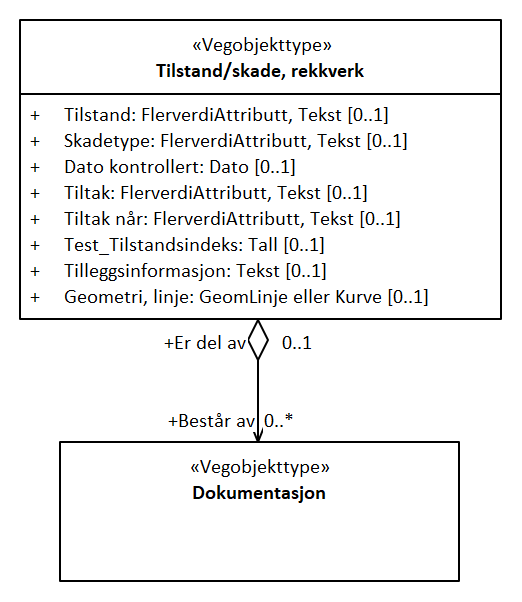 «Vegobjekttype»
Tilstand/skade, rekkverk
+ Tilstand: FlerverdiAttributt, Tekst [0..1]
+ Skadetype: FlerverdiAttributt, Tekst [0..1]
+ Dato kontrollert: Dato [0..1]
+ Tiltak: FlerverdiAttributt, Tekst [0..1]
+ Tiltak når: FlerverdiAttributt, Tekst [0..1]
+ Test_Tilstandsindeks: Tall [0..1]
+ Tilleggsinformasjon: Tekst [0..1]
+ Geometri, linje: GeomLinje eller Kurve [0..1]
+Er del av 0..1
+Består av 0..*
«Vegobjekttype»
Dokumentasjon